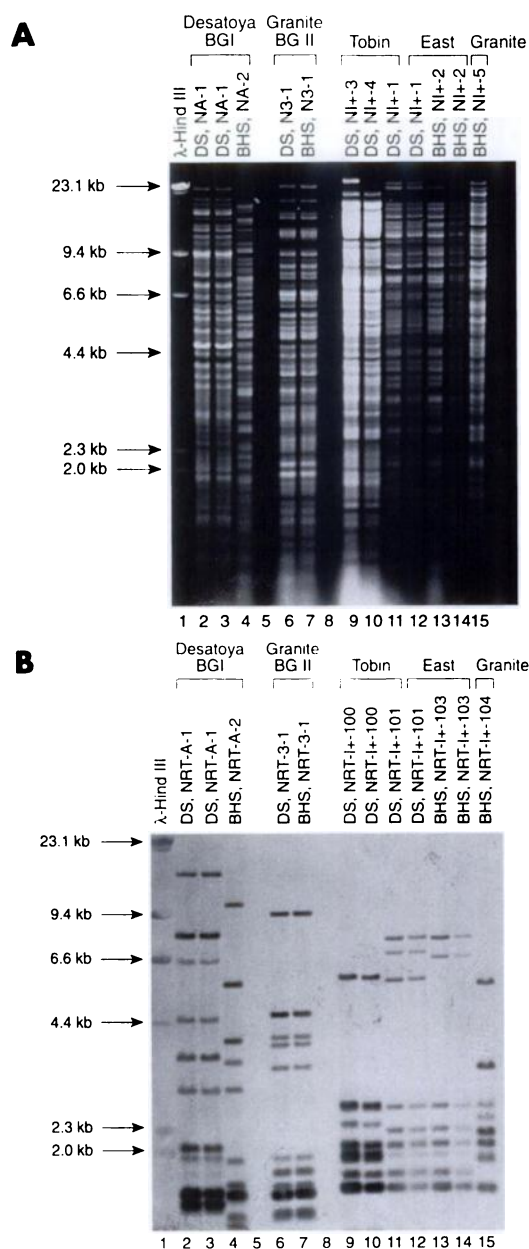 A
Desatoya
BGI
Granite
BG II
Tobin
East
Granite
λ-Hind III
DS, NA-1
DS, NA-1
BHS, NA-2
DS, N3-1
BHS, N3-1
DS, NI+-3
DS, NI+-4
DS, NI+-1
DS, NI+-1
BHS, NI+-2
BHS, NI+-2
BHS, NI+-5
23.1 kb
9.4 kb
6.6 kb
4.4 kb
2.3 kb
2.0 kb
1 2 3 4 5 6 7 8 9 10 11 12 13 14 15
B
Desatoya
BGI
Granite
BG II
Tobin
East
Granite
λ-Hind III
DS, NRT-A-1
DS, NRT-A-1
BHS, NRT-A-2
DS, NRT-3-1
BHS, NRT-3-1
DS, NRT-I+-100
DS, NRT-I+-100
DS, NRT-I+-101
DS, NRT-I+-101
BHS, NRT-I+-103
BHS, NRT-I+-103
BHS, NRT-I+-104
23.1 kb
9.4 kb
6.6 kb
4.4 kb
2.3 kb
2.0 kb
1 2 3 4 5 6 7 8 9 10 11 12 13 14 15